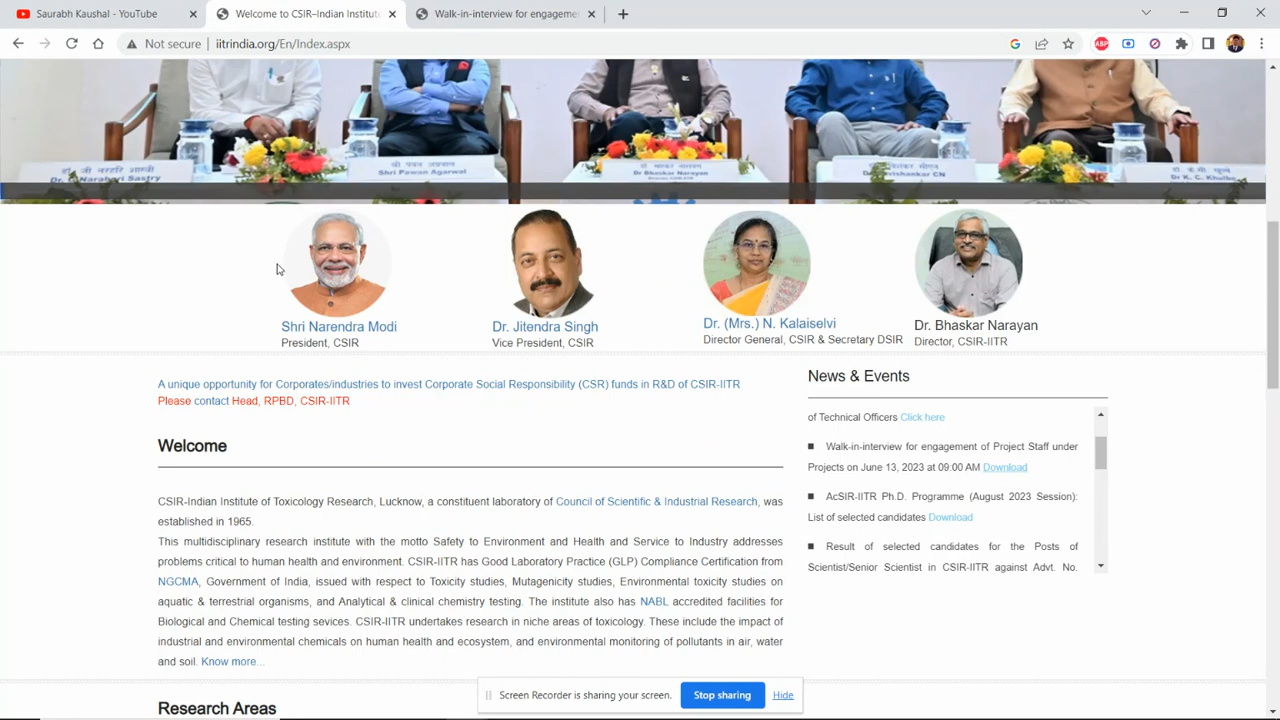 Saurabh Kaushal - YouTube
Welcome to CSIR–Indian Institute
Walk-in-interview for engageme
Not secure
iitrindia.org/En/Index.aspx
ABP
डॉ. जी नरहरि शास्त्री
Dr. G Narahari Sastry
श्री पवन अग्रवाल
Shri Pawan Agarwal
डॉ. भास्कर नारायण
Dr Bhaskar Narayan
Dr K. C. Khulbe
Shri Narendra Modi
President, CSIR
Dr. Jitendra Singh
Vice President, CSIR
Dr. (Mrs.) N. Kalaiselvi
Director General, CSIR & Secretary DSIR
Dr. Bhaskar Narayan
Director, CSIR-IITR
A unique opportunity for Corporates/industries to invest Corporate Social Responsibility (CSR) funds in R&D of CSIR-IITR
Please contact Head, RPBD, CSIR-IITR
Welcome
CSIR-Indian Institute of Toxicology Research, Lucknow, a constituent laboratory of Council of Scientific & Industrial Research, was
established in 1965.
This multidisciplinary research institute with the motto Safety to Environment and Health and Service to Industry addresses
problems critical to human health and environment. CSIR-IITR has Good Laboratory Practice (GLP) Compliance Certification from
NGCMA, Government of India, issued with respect to Toxicity studies, Mutagenicity studies, Environmental toxicity studies on
aquatic & terrestrial organisms, and Analytical & clinical chemistry testing. The institute also has NABL accredited facilities for
Biological and Chemical testing sevices. CSIR-IITR undertakes research in niche areas of toxicology. These include the impact of
industrial and environmental chemicals on human health and ecosystem, and environmental monitoring of pollutants in air, water
and soil. Know more...
Research Areas
News & Events
of Technical Officers Click here
Walk-in-interview for engagement of Project Staff under
Projects on June 13, 2023 at 09:00 AM Download
AcSIR-IITR Ph.D. Programme (August 2023 Session):
List of selected candidates Download
Result of selected candidates for the Posts of
Scientist/Senior Scientist in CSIR-IITR against Advt. No.
Screen Recorder is sharing your screen.
Stop sharing
Hide